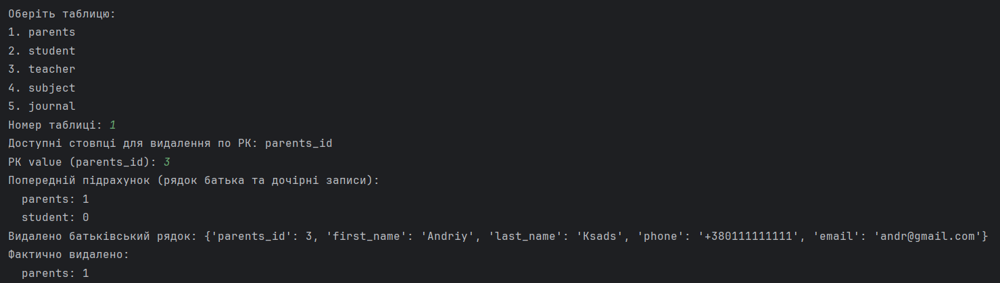 Оберіть таблицю:
1. parents
2. student
3. teacher
4. subject
5. journal
Номер таблиці: 1
Доступні стовпці для видалення по PK: parents_id
PK value (parents_id): 3
Попередній підрахунок (рядок батька та дочірні записи):
  parents: 1
  student: 0
Видалено батьківський рядок: {'parents_id': 3, 'first_name': 'Andriy', 'last_name': 'Ksads', 'phone': '+380111111111', 'email': 'andr@gmail.com'}
Фактично видалено:
  parents: 1